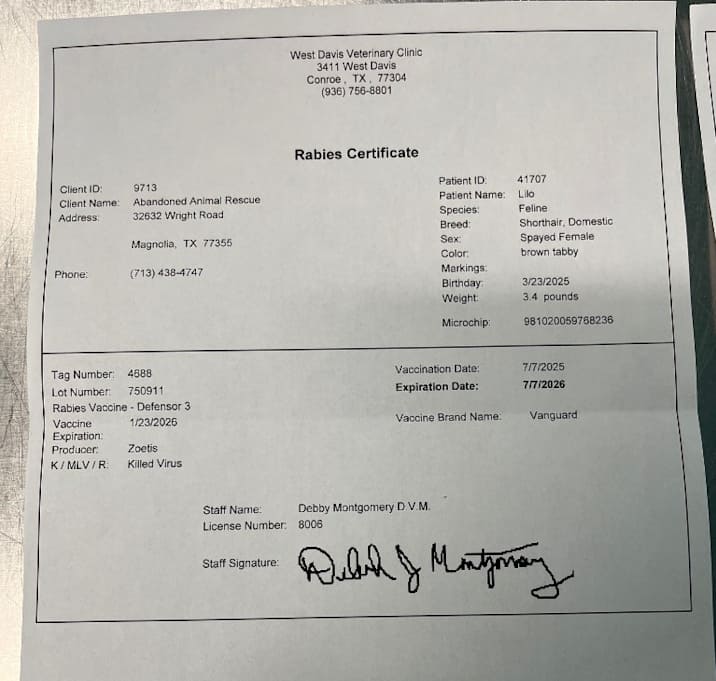 West Davis Veterinary Clinic
3411 West Davis
Conroe , TX , 77304
(936) 756-8801
Rabies Certificate
Client ID: 9713
Client Name: Abandoned Animal Rescue
Address: 32632 Wright Road
Magnolia, TX 77355
Phone: (713) 438-4747
Patient ID: 41707
Patient Name: Lilo
Species: Feline
Breed: Shorthair, Domestic
Sex: Spayed Female
Color: brown tabby
Markings:
Birthday: 3/23/2025
Weight: 3.4 pounds
Microchip: 981020059768236
Tag Number: 4688
Lot Number: 750911
Rabies Vaccine - Defensor 3
Vaccine 1/23/2026
Expiration:
Producer: Zoetis
K / MLV / R: Killed Virus
Vaccination Date: 7/7/2025
Expiration Date: 7/7/2026
Vaccine Brand Name: Vanguard
Staff Name: Debby Montgomery D.V.M.
License Number: 8006
Staff Signature: Deborah J Montgomery